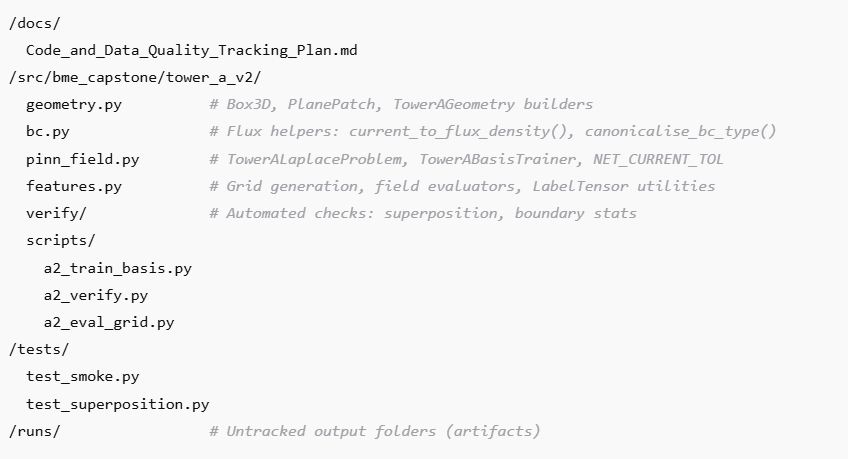 /docs/
  Code_and_Data_Quality_Tracking_Plan.md
/src/bme_capstone/tower_a_v2/
  geometry.py          # Box3D, PlanePatch, TowerAGeometry builders
  bc.py                # Flux helpers: current_to_flux_density(), canonicalise_bc_type()
  pinn_field.py        # TowerALaplaceProblem, TowerABasisTrainer, NET_CURRENT_TOL
  features.py          # Grid generation, field evaluators, LabelTensor utilities
  verify/              # Automated checks: superposition, boundary stats
  scripts/
    a2_train_basis.py
    a2_verify.py
    a2_eval_grid.py
/tests/
  test_smoke.py
  test_superposition.py
/runs/                 # Untracked output folders (artifacts)